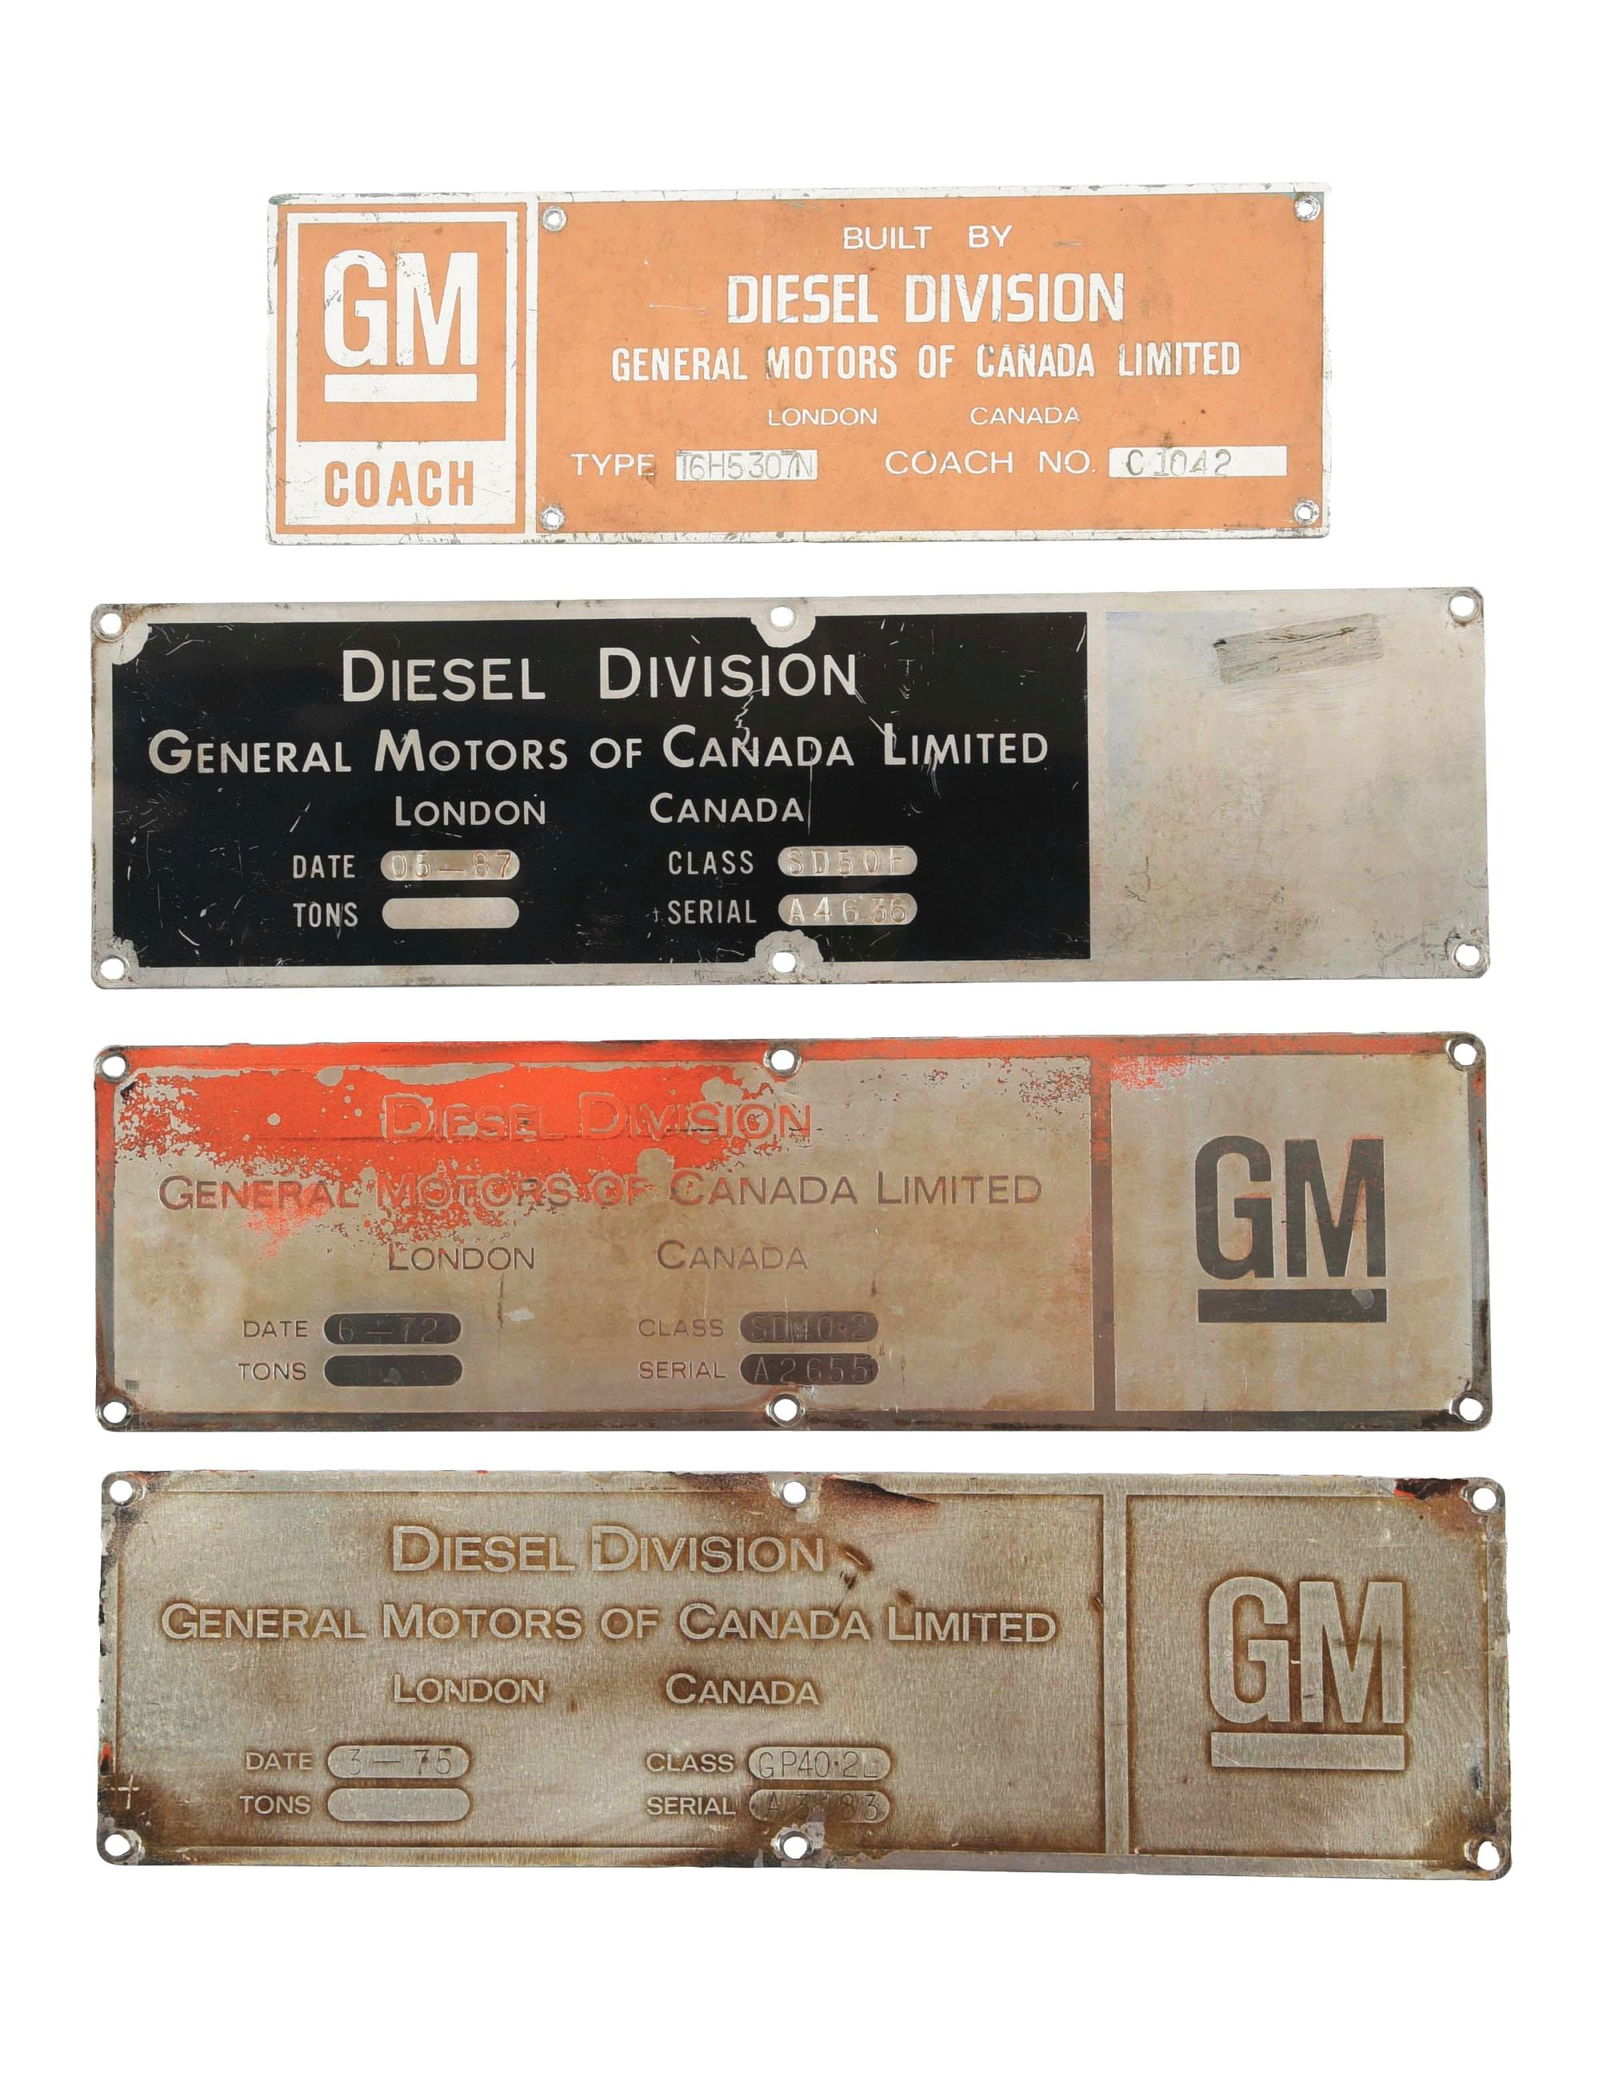 GM
COACH
BUILT BY
DIESEL DIVISION
GENERAL MOTORS OF CANADA LIMITED
LONDON CANADA
TYPE T6H5307N COACH NO. C1042
DIESEL DIVISION
GENERAL MOTORS OF CANADA LIMITED
LONDON CANADA
DATE 05-87 CLASS SD50F
TONS SERIAL A4636
DIESEL DIVISION
GENERAL MOTORS OF CANADA LIMITED
LONDON CANADA
DATE 6-72 CLASS SD40-2
TONS SERIAL A2655
GM
DIESEL DIVISION
GENERAL MOTORS OF CANADA LIMITED
LONDON CANADA
DATE 3-75 CLASS GP40-2L
TONS SERIAL
GM